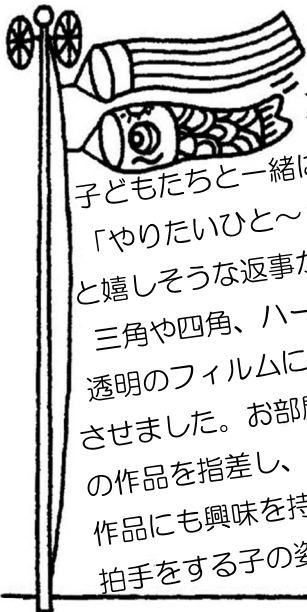 子どもたちと一緒に
「やりたいひと～
と嬉しそうな返事が
三角や四角、ハー
透明のフィルムに
させました。お部屋
の作品を指差し、
作品にも興味を持
拍手をする子の姿